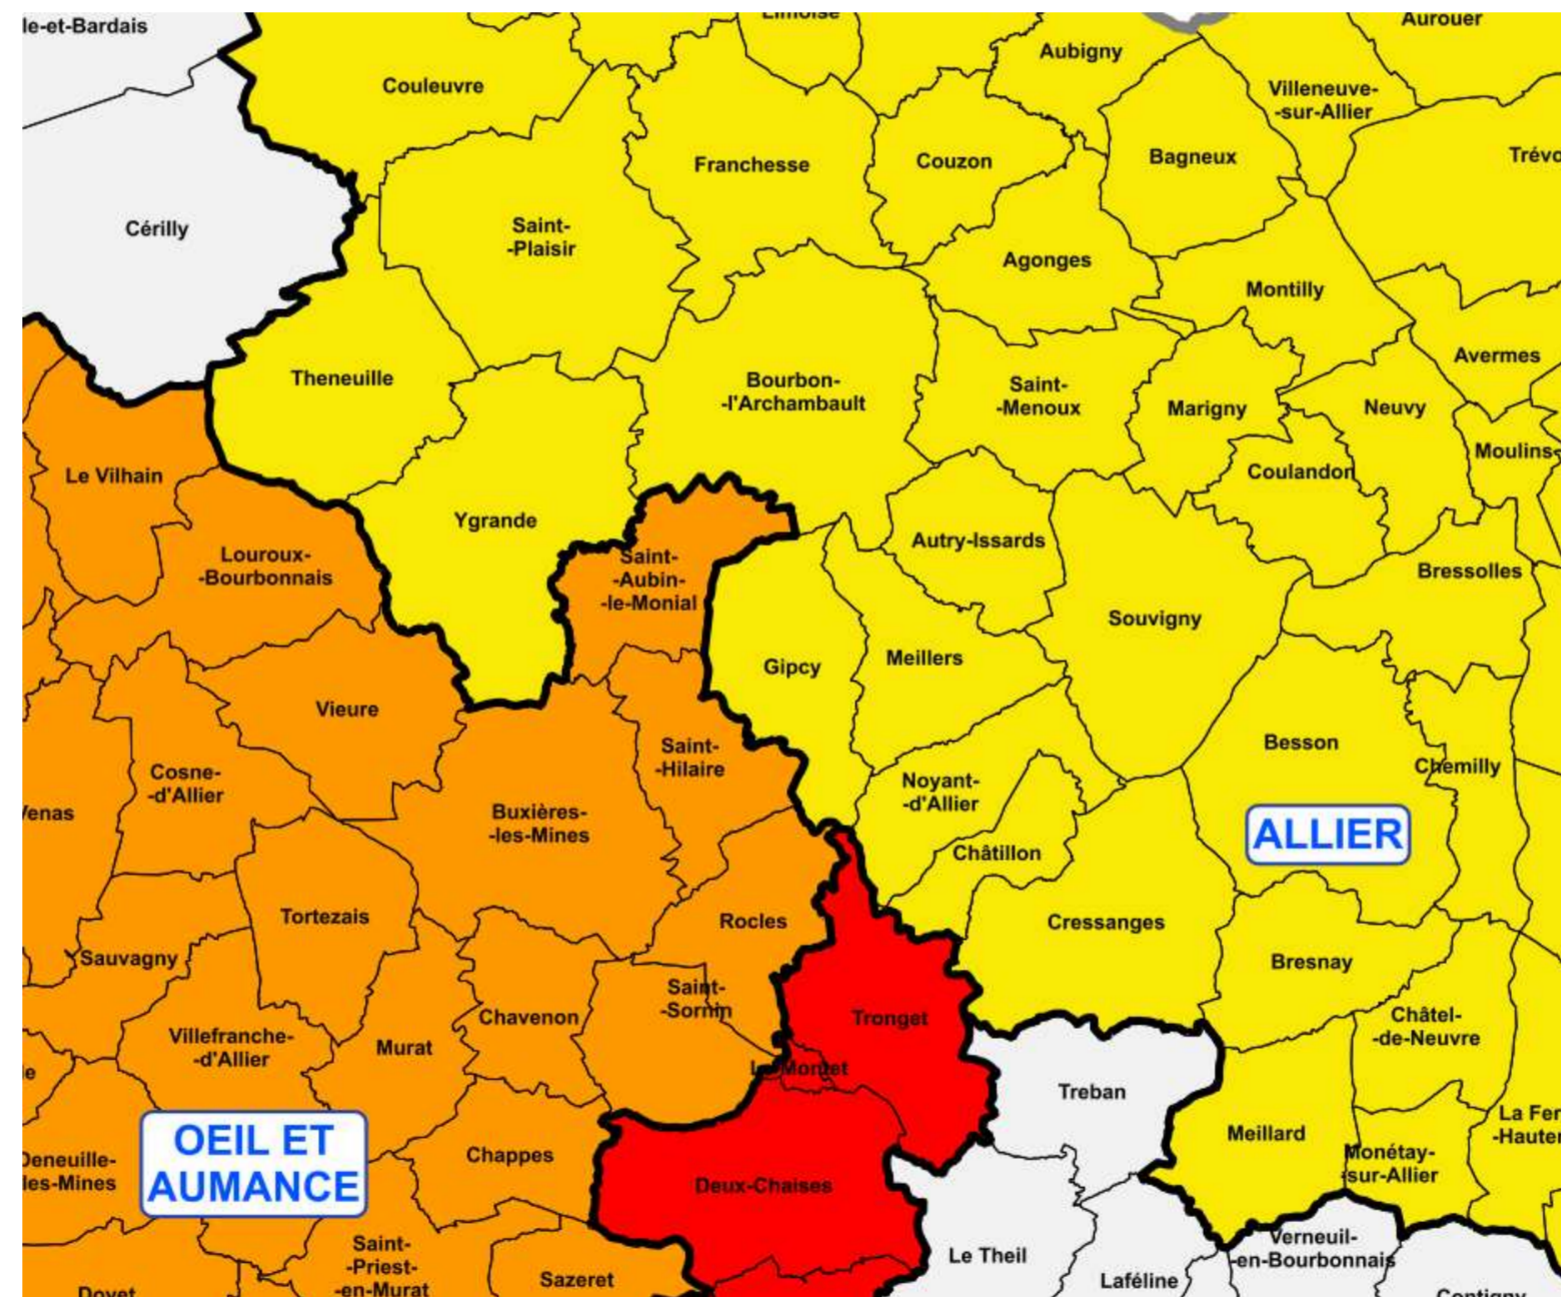 le-et-Bardais
Limoise
Aurouer
Aubigny
Couleuvre
Villeneuve-
-sur-Allier
Franchesse
Couzon
Bagneux
Trévo
Cérilly
Saint-
-Plaisir
Agonges
Montilly
Avermes
Theneuille
Bourbon-
-l'Archambault
Saint-
-Menoux
Marigny
Neuvy
Le Vilhain
Coulandon
Moulins-
Ygrande
Autry-Issards
Louroux-
-Bourbonnais
Saint-
-Aubin-
-le-Monial
Bressolles
Souvigny
Gipcy
Meillers
Vieure
Saint-
-Hilaire
Besson
Cosne-
-d'Allier
Chemilly
Noyant-
-d'Allier
Venas
Buxières-
-les-Mines
ALLIER
Châtillon
Tortezais
Rocles
Cressanges
Sauvagny
Bresnay
Saint-
-Sornin
Chavenon
Tronget
Villefranche-
-d'Allier
Murat
Châtel-
-de-Neuvre
le
Le Montet
Treban
La Fer
-Hauter
OEIL ET
AUMANCE
Chappes
Meillard
Deneuille-
les-Mines
Monétay-
-sur-Allier
Deux-Chaises
Saint-
-Priest-
-en-Murat
Sazeret
Le Theil
Verneuil-
-en-Bourbonnais
Laféline
Doyet
Contigny